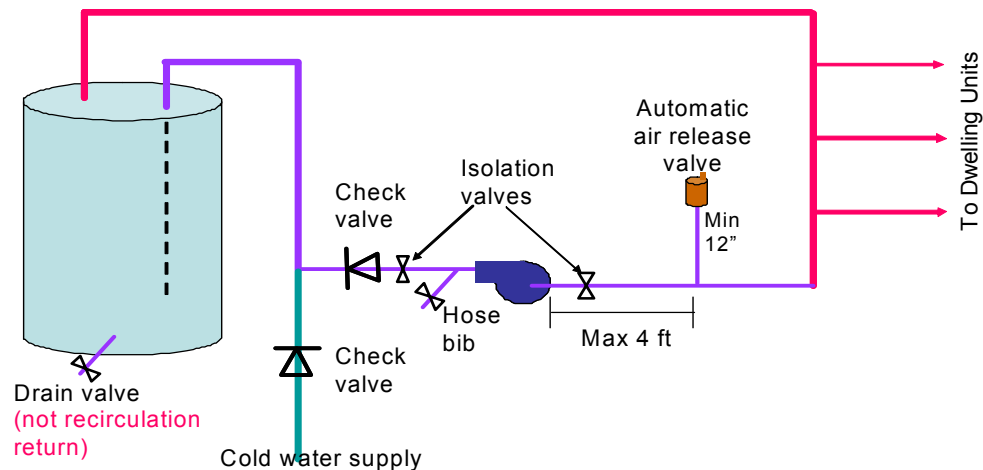 Automatic
air release
valve
Isolation
valves
Check
valve
Min
12”
To Dwelling Units
Hose
bib
Max 4 ft
Check
valve
Drain valve
(not recirculation
return)
Cold water supply